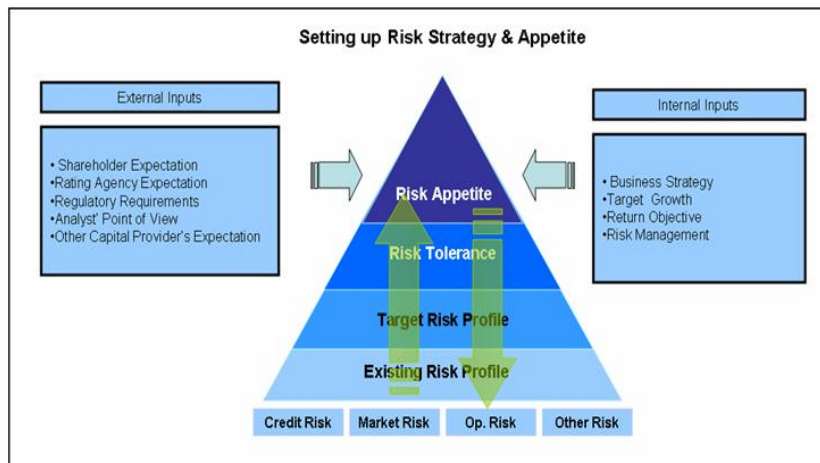 Setting up Risk Strategy & Appetite
External Inputs
• Shareholder Expectation
•Rating Agency Expectation
•Regulatory Requirements
•Analyst' Point of View
•Other Capital Provider's Expectation
Internal Inputs
• Business Strategy
•Target Growth
•Return Objective
•Risk Management
Risk Appetite
Risk Tolerance
Target Risk Profile
Existing Risk Profile
Credit Risk
Market Risk
Op. Risk
Other Risk